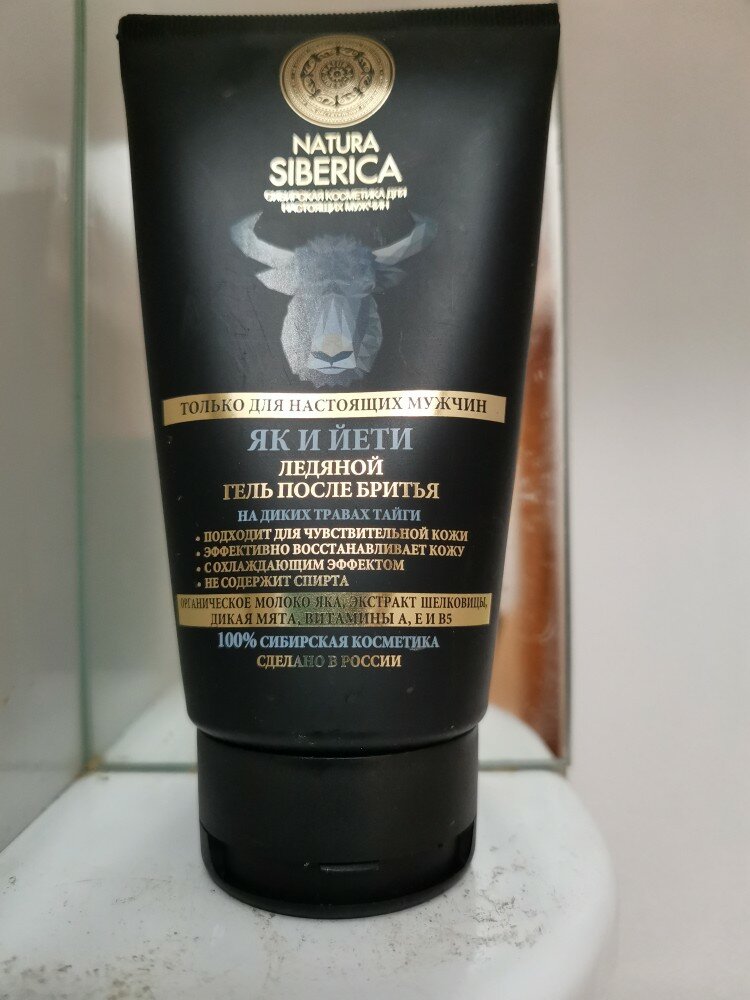 NATURA
SIBERICA
СИБИРСКАЯ КОСМЕТИКА ДЛЯ
НАСТОЯЩИХ МУЖЧИН
ТОЛЬКО ДЛЯ НАСТОЯЩИХ МУЖЧИН
ЯК И ЙЕТИ
ЛЕДЯНОЙ
ГЕЛЬ ПОСЛЕ БРИТЬЯ
НА ДИКИХ ТРАВАХ ТАЙГИ
• ПОДХОДИТ ДЛЯ ЧУВСТВИТЕЛЬНОЙ КОЖИ
• ЭФФЕКТИВНО ВОССТАНАВЛИВАЕТ КОЖУ
• С ОХЛАЖДАЮЩИМ ЭФФЕКТОМ
• НЕ СОДЕРЖИТ СПИРТА
ОРГАНИЧЕСКОЕ МОЛОКО ЯКА, ЭКСТРАКТ ШЕЛКОВИЦЫ,
ДИКАЯ МЯТА, ВИТАМИНЫ А, Е И В5
100% СИБИРСКАЯ КОСМЕТИКА
СДЕЛАНО В РОССИИ